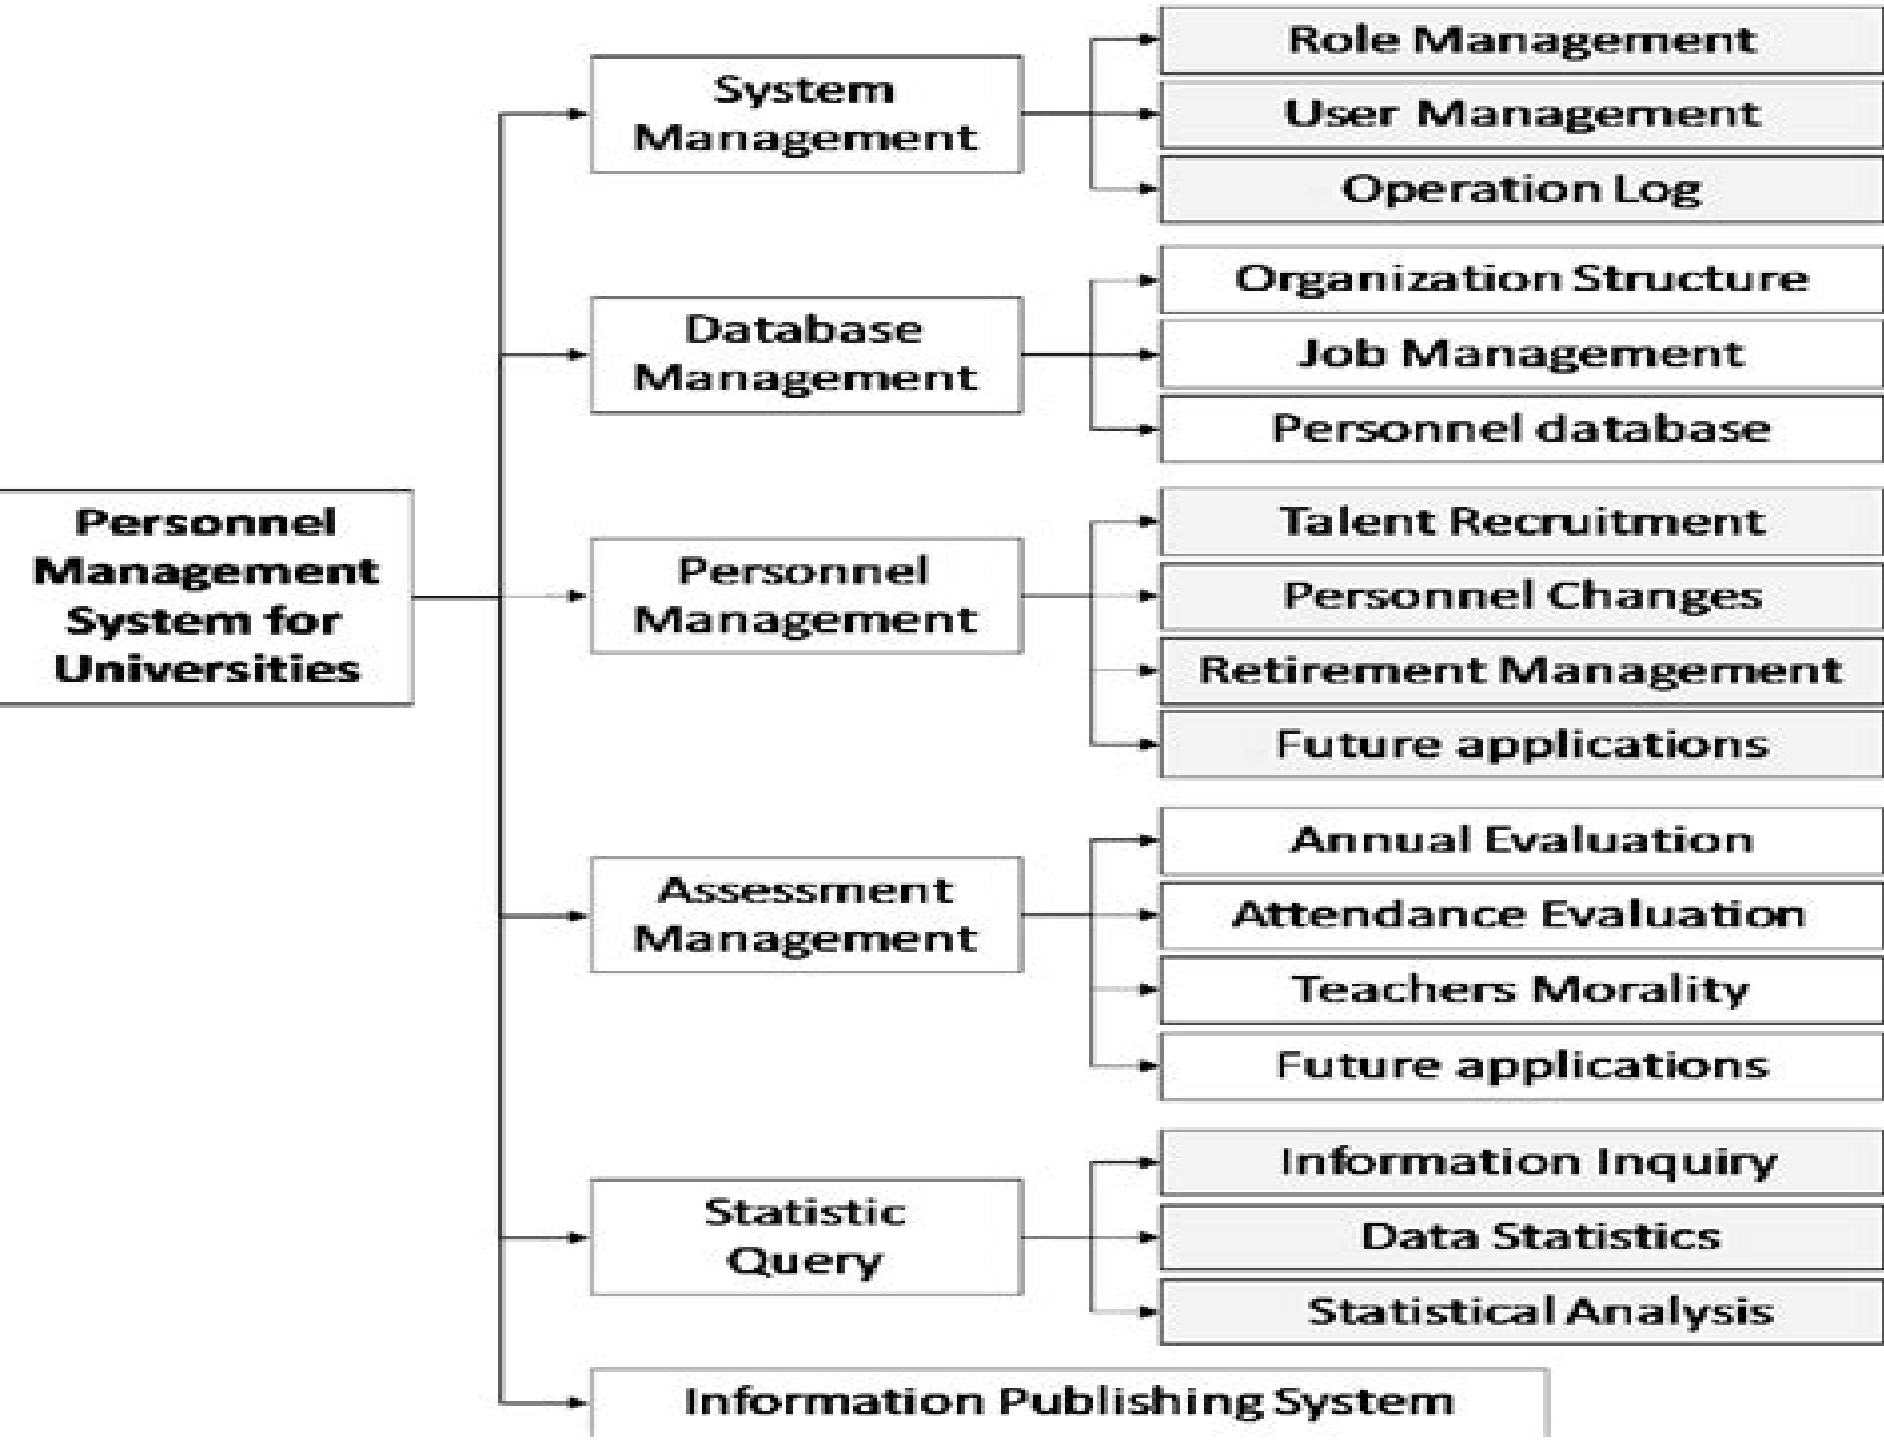 Personnel
Management
System for
Universities
System
Management
Role Management
User Management
Operation Log
Database
Management
Organization Structure
Job Management
Personnel database
Personnel
Management
Talent Recruitment
Personnel Changes
Retirement Management
Future applications
Assessment
Management
Annual Evaluation
Attendance Evaluation
Teachers Morality
Future applications
Statistic
Query
Information Inquiry
Data Statistics
Statistical Analysis
Information Publishing System